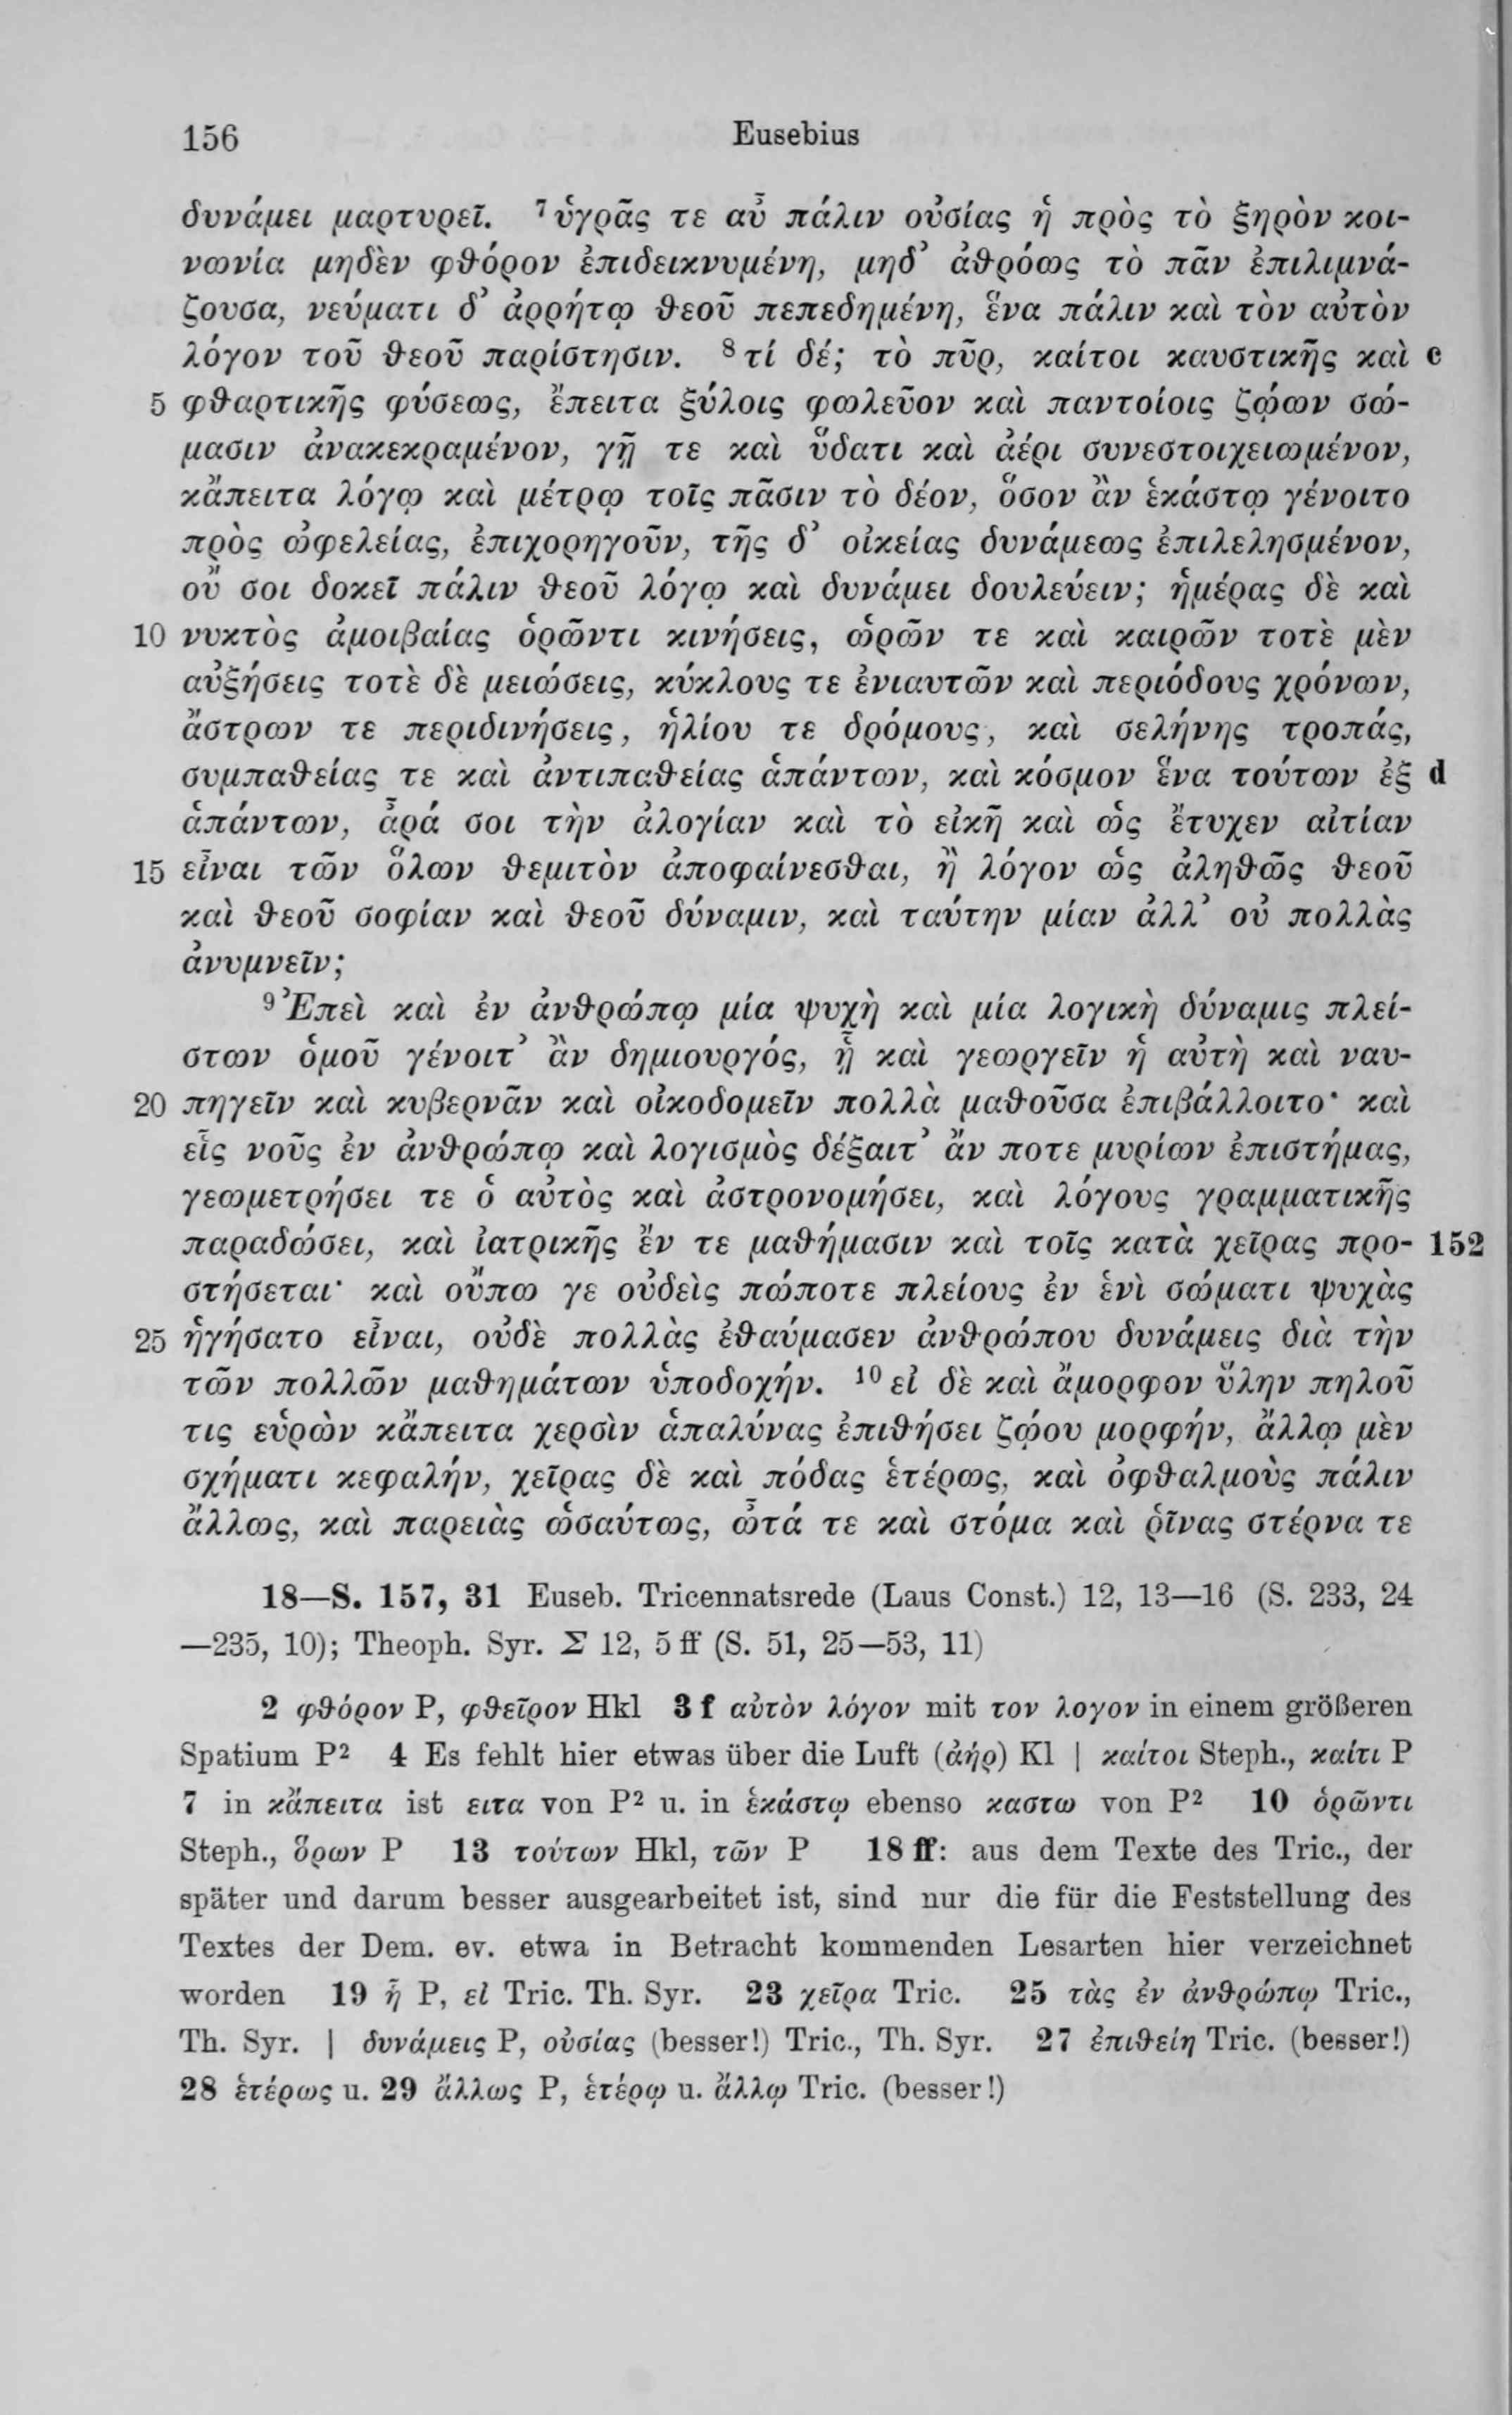 156 Eusebius
δυνάμει μαρτυρεῖ. ⁷ ὑγρᾶς τε αὖ πάλιν οὐσίας ἡ πρὸς τὸ ξηρὸν κοι-
νωνία μηδὲν φθόρον ἐπιδεικνυμένη, μηδ’ ἀθρόως τὸ πᾶν ἐπιλιμνά-
ζουσα, νεύματι δ’ ἀρρήτῳ θεοῦ πεπεδημένη, ἕνα πάλιν καὶ τὸν αὐτὸν
λόγον τοῦ θεοῦ παρίστησιν. ⁸ τί δέ; τὸ πῦρ, καίτοι καυστικῆς καὶ c
5 φθαρτικῆς φύσεως, ἔπειτα ξύλοις φωλεῦον καὶ παντοίοις ζῴων σώ-
μασιν ἀνακεκραμένον, γῇ τε καὶ ὕδατι καὶ ἀέρι συνεστοιχειωμένον,
κἄπειτα λόγῳ καὶ μέτρῳ τοῖς πᾶσιν τὸ δέον, ὅσον ἂν ἑκάστῳ γένοιτο
πρὸς ὠφελείας, ἐπιχορηγοῦν, τῆς δ’ οἰκείας δυνάμεως ἐπιλελησμένον,
οὔ σοι δοκεῖ πάλιν θεοῦ λόγῳ καὶ δυνάμει δουλεύειν; ἡμέρας δὲ καὶ
10 νυκτὸς ἀμοιβαίας ὁρῶντι κινήσεις, ὡρῶν τε καὶ καιρῶν τοτὲ μὲν
αὐξήσεις τοτὲ δὲ μειώσεις, κύκλους τε ἐνιαυτῶν καὶ περιόδους χρόνων,
ἄστρων τε περιδινήσεις, ἡλίου τε δρόμους, καὶ σελήνης τροπάς,
συμπαθείας τε καὶ ἀντιπαθείας ἁπάντων, καὶ κόσμον ἕνα τούτων ἐξ d
ἁπάντων, ἆρά σοι τὴν ἀλογίαν καὶ τὸ εἰκῆ καὶ ὡς ἔτυχεν αἰτίαν
15 εἶναι τῶν ὅλων θεμιτὸν ἀποφαίνεσθαι, ἢ λόγον ὡς ἀληθῶς θεοῦ
καὶ θεοῦ σοφίαν καὶ θεοῦ δύναμιν, καὶ ταύτην μίαν ἀλλ’ οὐ πολλὰς
ἀνυμνεῖν;
⁹ Ἐπεὶ καὶ ἐν ἀνθρώπῳ μία ψυχὴ καὶ μία λογικὴ δύναμις πλεί-
στων ὁμοῦ γένοιτ’ ἂν δημιουργός, ᾗ καὶ γεωργεῖν ἡ αὐτὴ καὶ ναυ-
20 πηγεῖν καὶ κυβερνᾶν καὶ οἰκοδομεῖν πολλὰ μαθοῦσα ἐπιβάλλοιτο· καὶ
εἷς νοῦς ἐν ἀνθρώπῳ καὶ λογισμὸς δέξαιτ’ ἄν ποτε μυρίων ἐπιστήμας,
γεωμετρήσει τε ὁ αὐτὸς καὶ ἀστρονομήσει, καὶ λόγους γραμματικῆς
παραδώσει, καὶ ἰατρικῆς ἔν τε μαθήμασιν καὶ τοῖς κατὰ χεῖρας προ- 152
στήσεται· καὶ οὔπω γε οὐδεὶς πώποτε πλείους ἐν ἑνὶ σώματι ψυχὰς
25 ἡγήσατο εἶναι, οὐδὲ πολλὰς ἐθαύμασεν ἀνθρώπου δυνάμεις διὰ τὴν
τῶν πολλῶν μαθημάτων ὑποδοχήν. ¹⁰ εἰ δὲ καὶ ἄμορφον ὕλην πηλοῦ
τις εὑρὼν κἄπειτα χερσὶν ἁπαλύνας ἐπιθήσει ζῴου μορφήν, ἄλλῳ μὲν
σχήματι κεφαλήν, χεῖρας δὲ καὶ πόδας ἑτέρως, καὶ ὀφθαλμοὺς πάλιν
ἄλλως, καὶ παρειὰς ὡσαύτως, ὦτά τε καὶ στόμα καὶ ῥῖνας στέρνα τε
18—S. 157, 31 Euseb. Tricennatsrede (Laus Const.) 12, 13—16 (S. 233, 24
—235, 10); Theoph. Syr. Σ 12, 5 ff (S. 51, 25—53, 11)
2 φθόρον P, φθεῖρον Hkl 3 f αὐτὸν λόγον mit τον λογον in einem größeren
Spatium P² 4 Es fehlt hier etwas über die Luft (ἀήρ) Kl | καίτοι Steph., καίτι P
7 in κἄπειτα ist ειτα von P² u. in ἑκάστῳ ebenso καστω von P² 10 ὁρῶντι
Steph., ὅρων P 13 τούτων Hkl, τῶν P 18 ff: aus dem Texte des Tric., der
später und darum besser ausgearbeitet ist, sind nur die für die Feststellung des
Textes der Dem. ev. etwa in Betracht kommenden Lesarten hier verzeichnet
worden 19 ᾗ P, εἰ Tric. Th. Syr. 23 χεῖρα Tric. 25 τὰς ἐν ἀνθρώπῳ Tric.,
Th. Syr. | δυνάμεις P, οὐσίας (besser!) Tric., Th. Syr. 27 ἐπιθείη Tric. (besser!)
28 ἑτέρως u. 29 ἄλλως P, ἑτέρῳ u. ἄλλῳ Tric. (besser!)